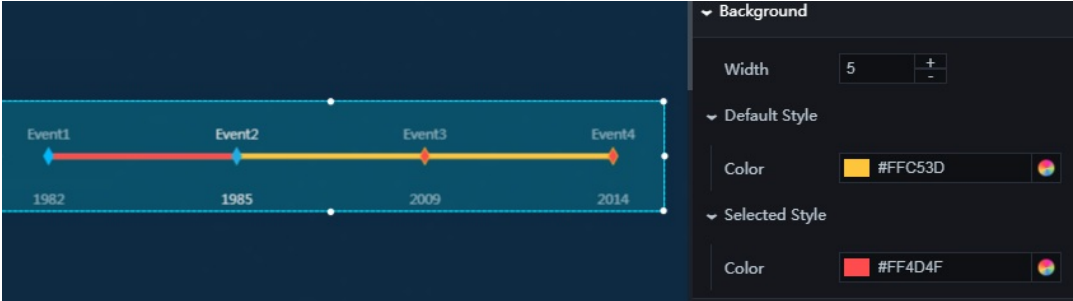 Event1 Event2 Event3 Event4
1982 1985 2009 2014
Background
Width 5 + -
Default Style
Color #FFC53D
Selected Style
Color #FF4D4F